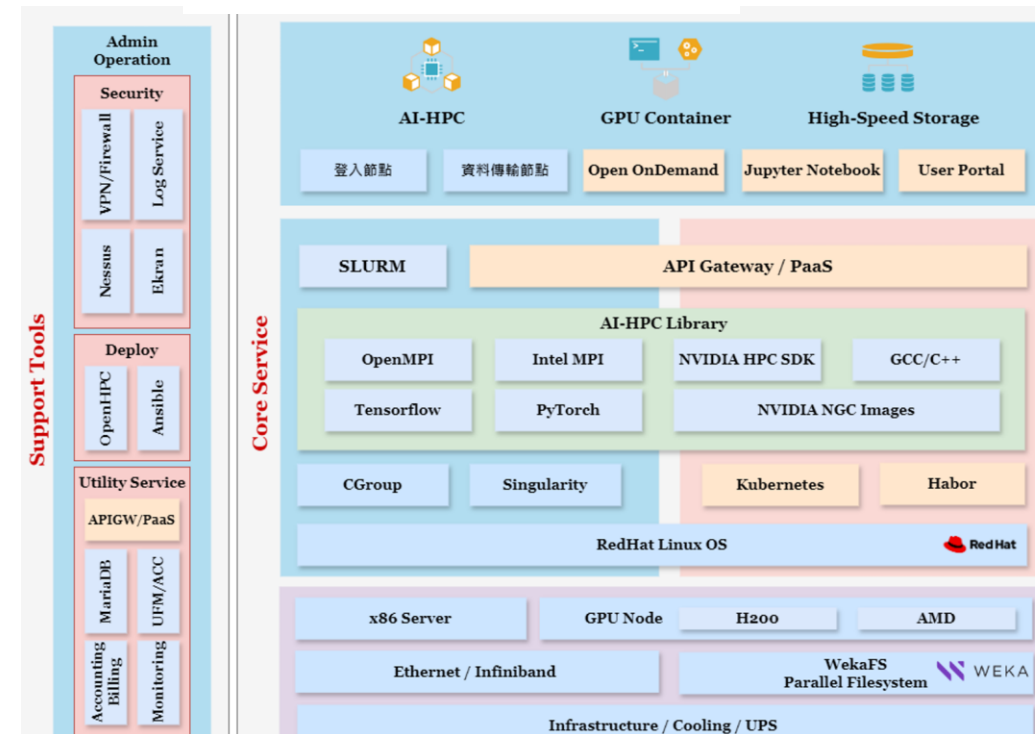 Support Tools
Admin
Operation
Security
VPN/Firewall
Log Service
Nessus
Ekran
Deploy
OpenHPC
Ansible
Utility Service
APIGW/PaaS
MariaDB
UFM/ACC
Accounting
Billing
Monitoring
Core Service
AI-HPC
GPU Container
High-Speed Storage
登入節點
資料傳輸節點
Open OnDemand
Jupyter Notebook
User Portal
SLURM
API Gateway / PaaS
AI-HPC Library
OpenMPI
Intel MPI
NVIDIA HPC SDK
GCC/C++
Tensorflow
PyTorch
NVIDIA NGC Images
CGroup
Singularity
Kubernetes
Habor
RedHat Linux OS
RedHat
x86 Server
GPU Node
H200
AMD
Ethernet / Infiniband
WekaFS
Parallel Filesystem
WEKA
Infrastructure / Cooling / UPS